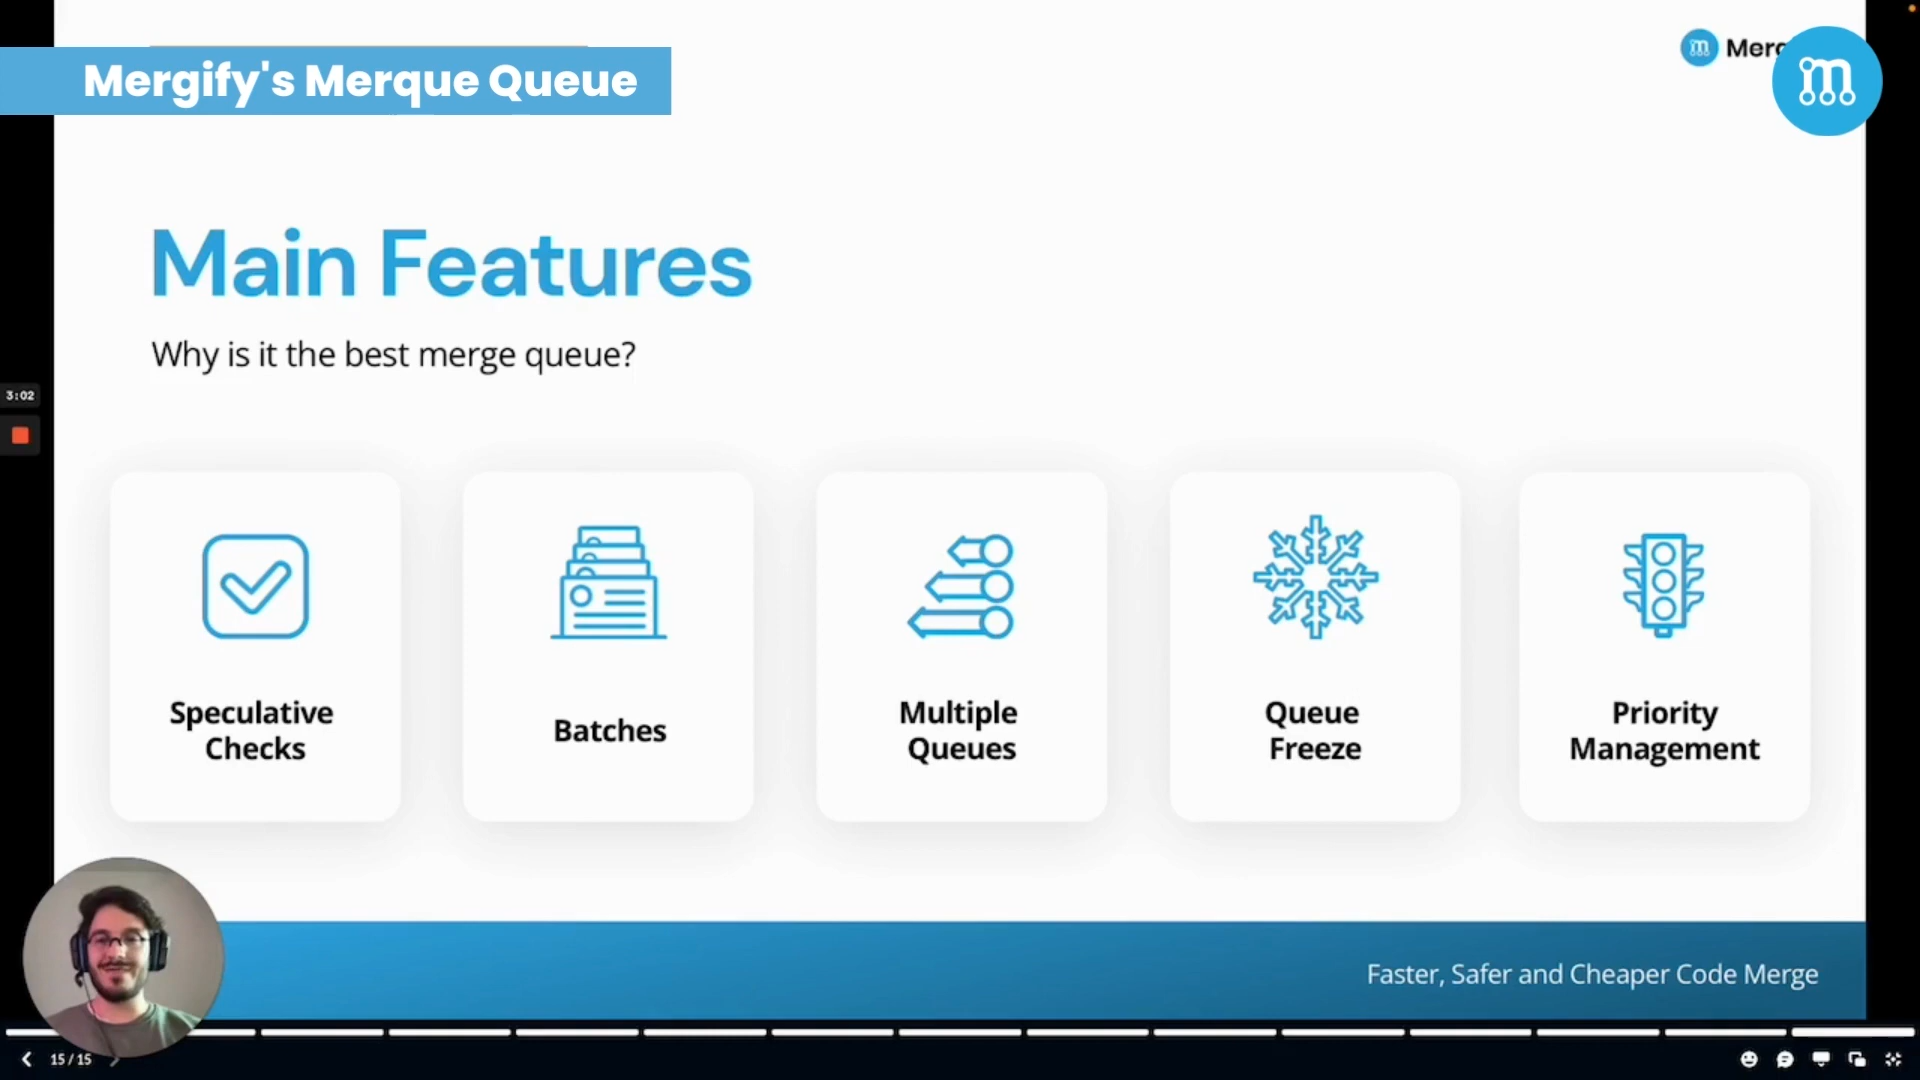 Mergify's Merque Queue
Main Features
Why is it the best merge queue?
3:02
Speculative
Checks
Batches
Multiple
Queues
Queue
Freeze
Priority
Management
Faster, Safer and Cheaper Code Merge
15 / 15